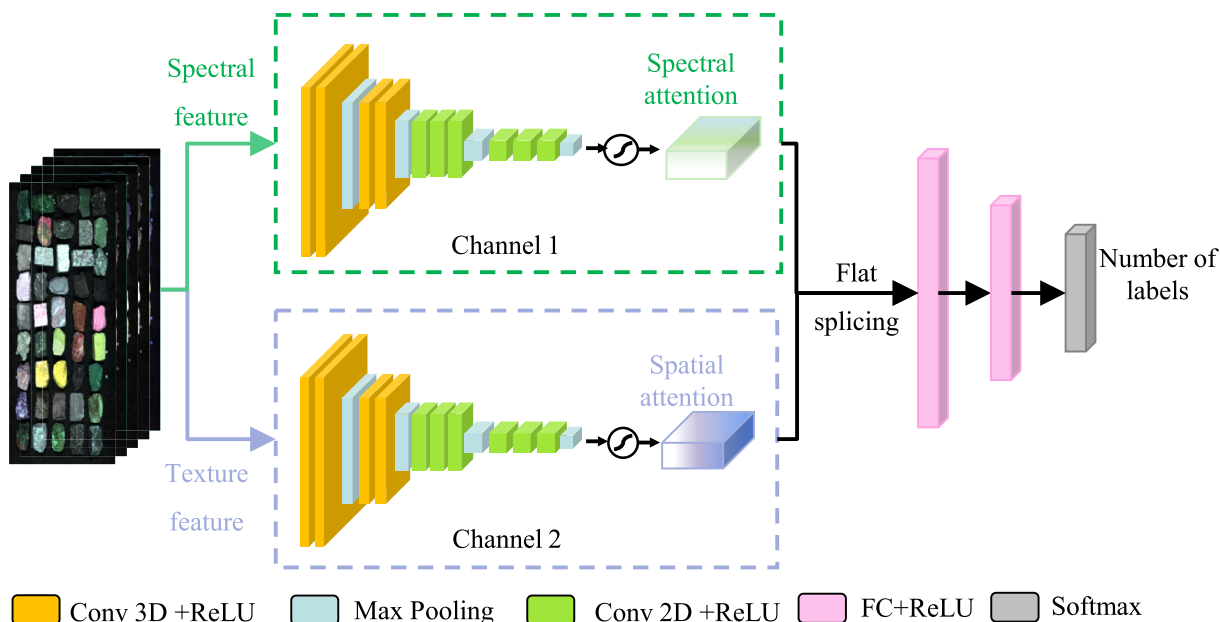 Spectral
feature
Spectral
attention
Channel 1
Texture
feature
Spatial
attention
Channel 2
Flat
splicing
Number of
labels
Conv 3D +ReLU
Max Pooling
Conv 2D +ReLU
FC+ReLU
Softmax